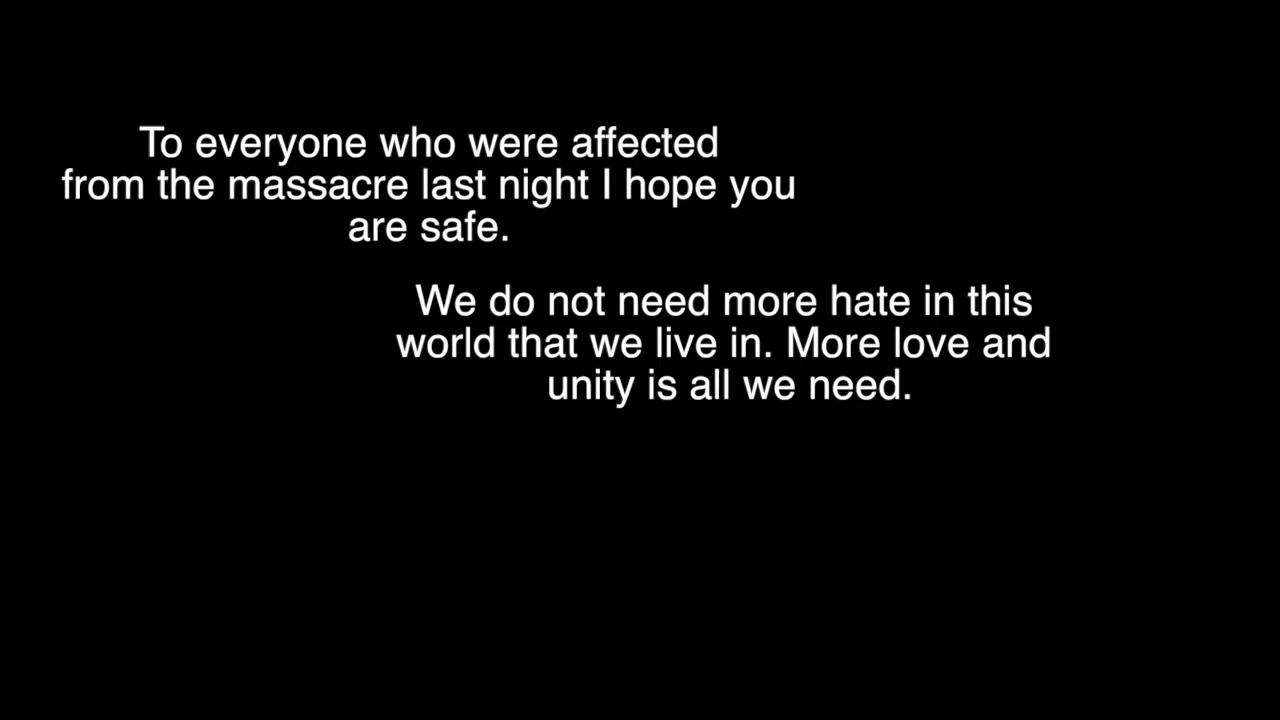 To everyone who were affected
from the massacre last night I hope you
are safe.
We do not need more hate in this
world that we live in. More love and
unity is all we need.